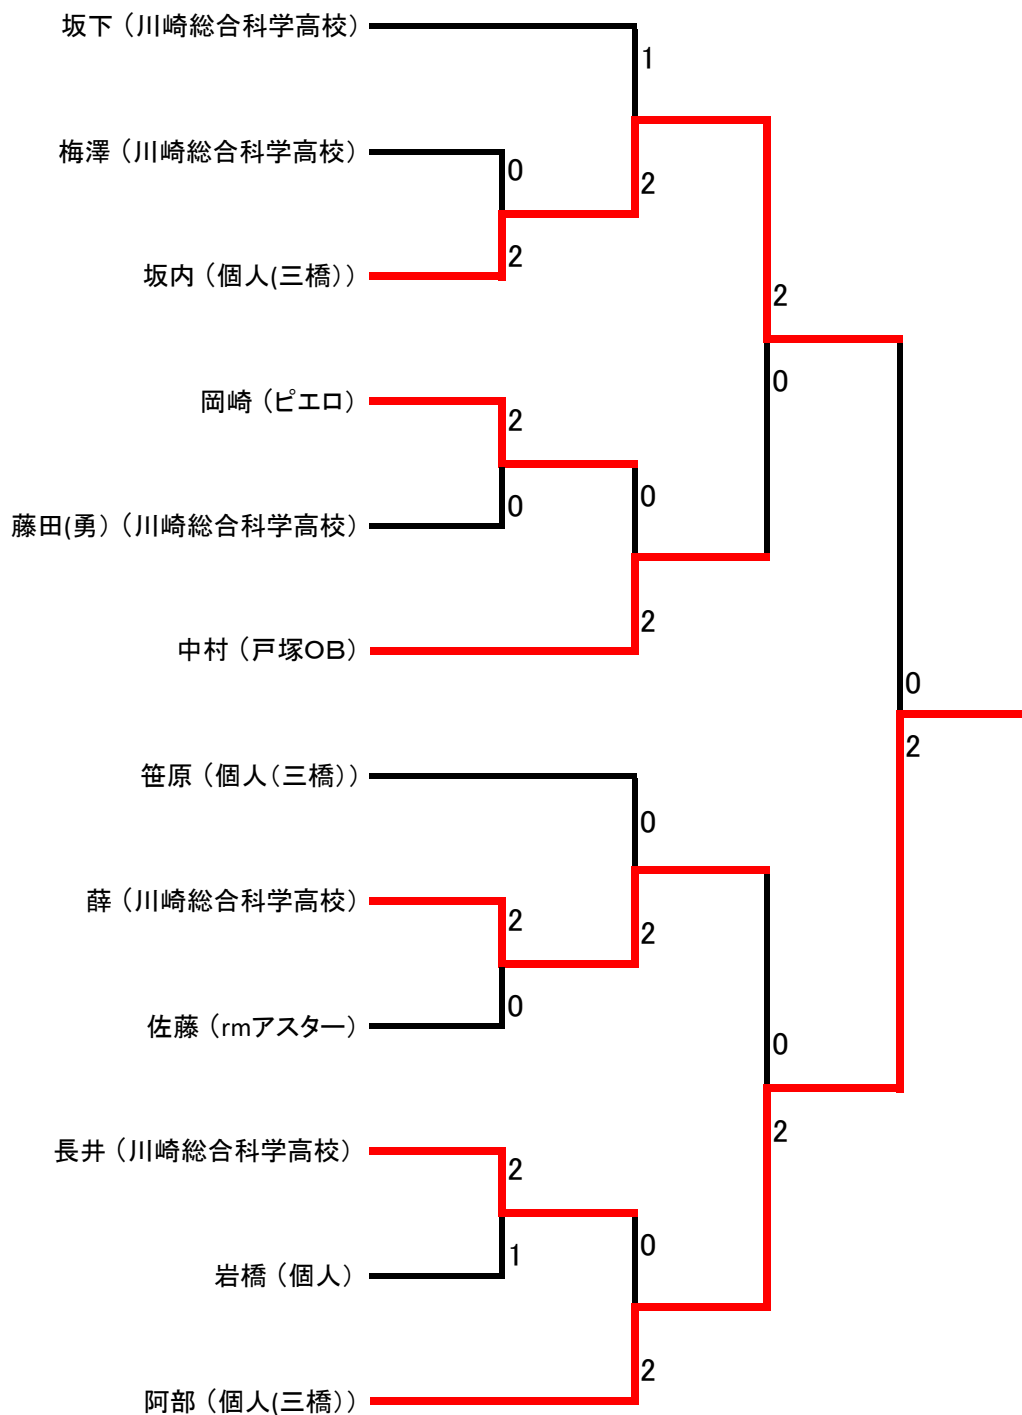 坂下（川崎総合科学高校）
1
梅澤（川崎総合科学高校）
0
2
2
坂内（個人(三橋)）
2
岡崎（ピエロ）
2
0
0
0
藤田(勇)（川崎総合科学高校）
中村（戸塚OB）
2
0
2
笹原（個人（三橋））
0
薛（川崎総合科学高校）
2
2
佐藤（rmアスター）
0
0
長井（川崎総合科学高校）
2
2
0
1
岩橋（個人）
2
阿部（個人(三橋)）